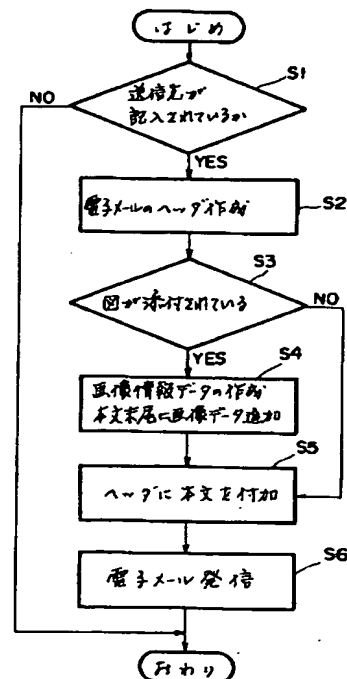 はじめ
S1
送信先が
記入されているか
NO
YES
S2
電子メールのヘッダ作成
S3
図が添付されている
NO
YES
S4
画像情報データの作成
本文末尾に画像データ追加
S5
ヘッダに本文を付加
S6
電子メール発信
おわり